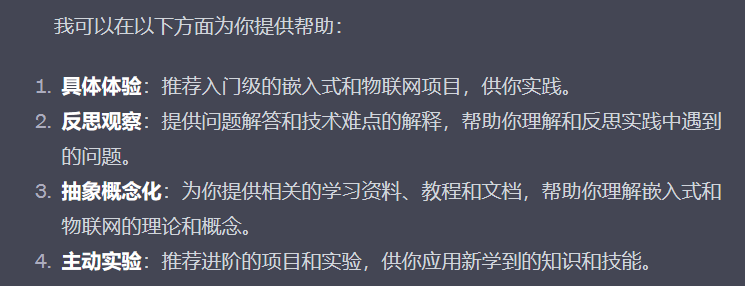 我可以在以下方面为你提供帮助：
1. 具体体验：推荐入门级的嵌入式和物联网项目，供你实践。
2. 反思观察：提供问题解答和技术难点的解释，帮助你理解和反思实践中遇到
的问题。
3. 抽象概念化：为你提供相关的学习资料、教程和文档，帮助你理解嵌入式和
物联网的理论和概念。
4. 主动实验：推荐进阶的项目和实验，供你应用新学到的知识和技能。